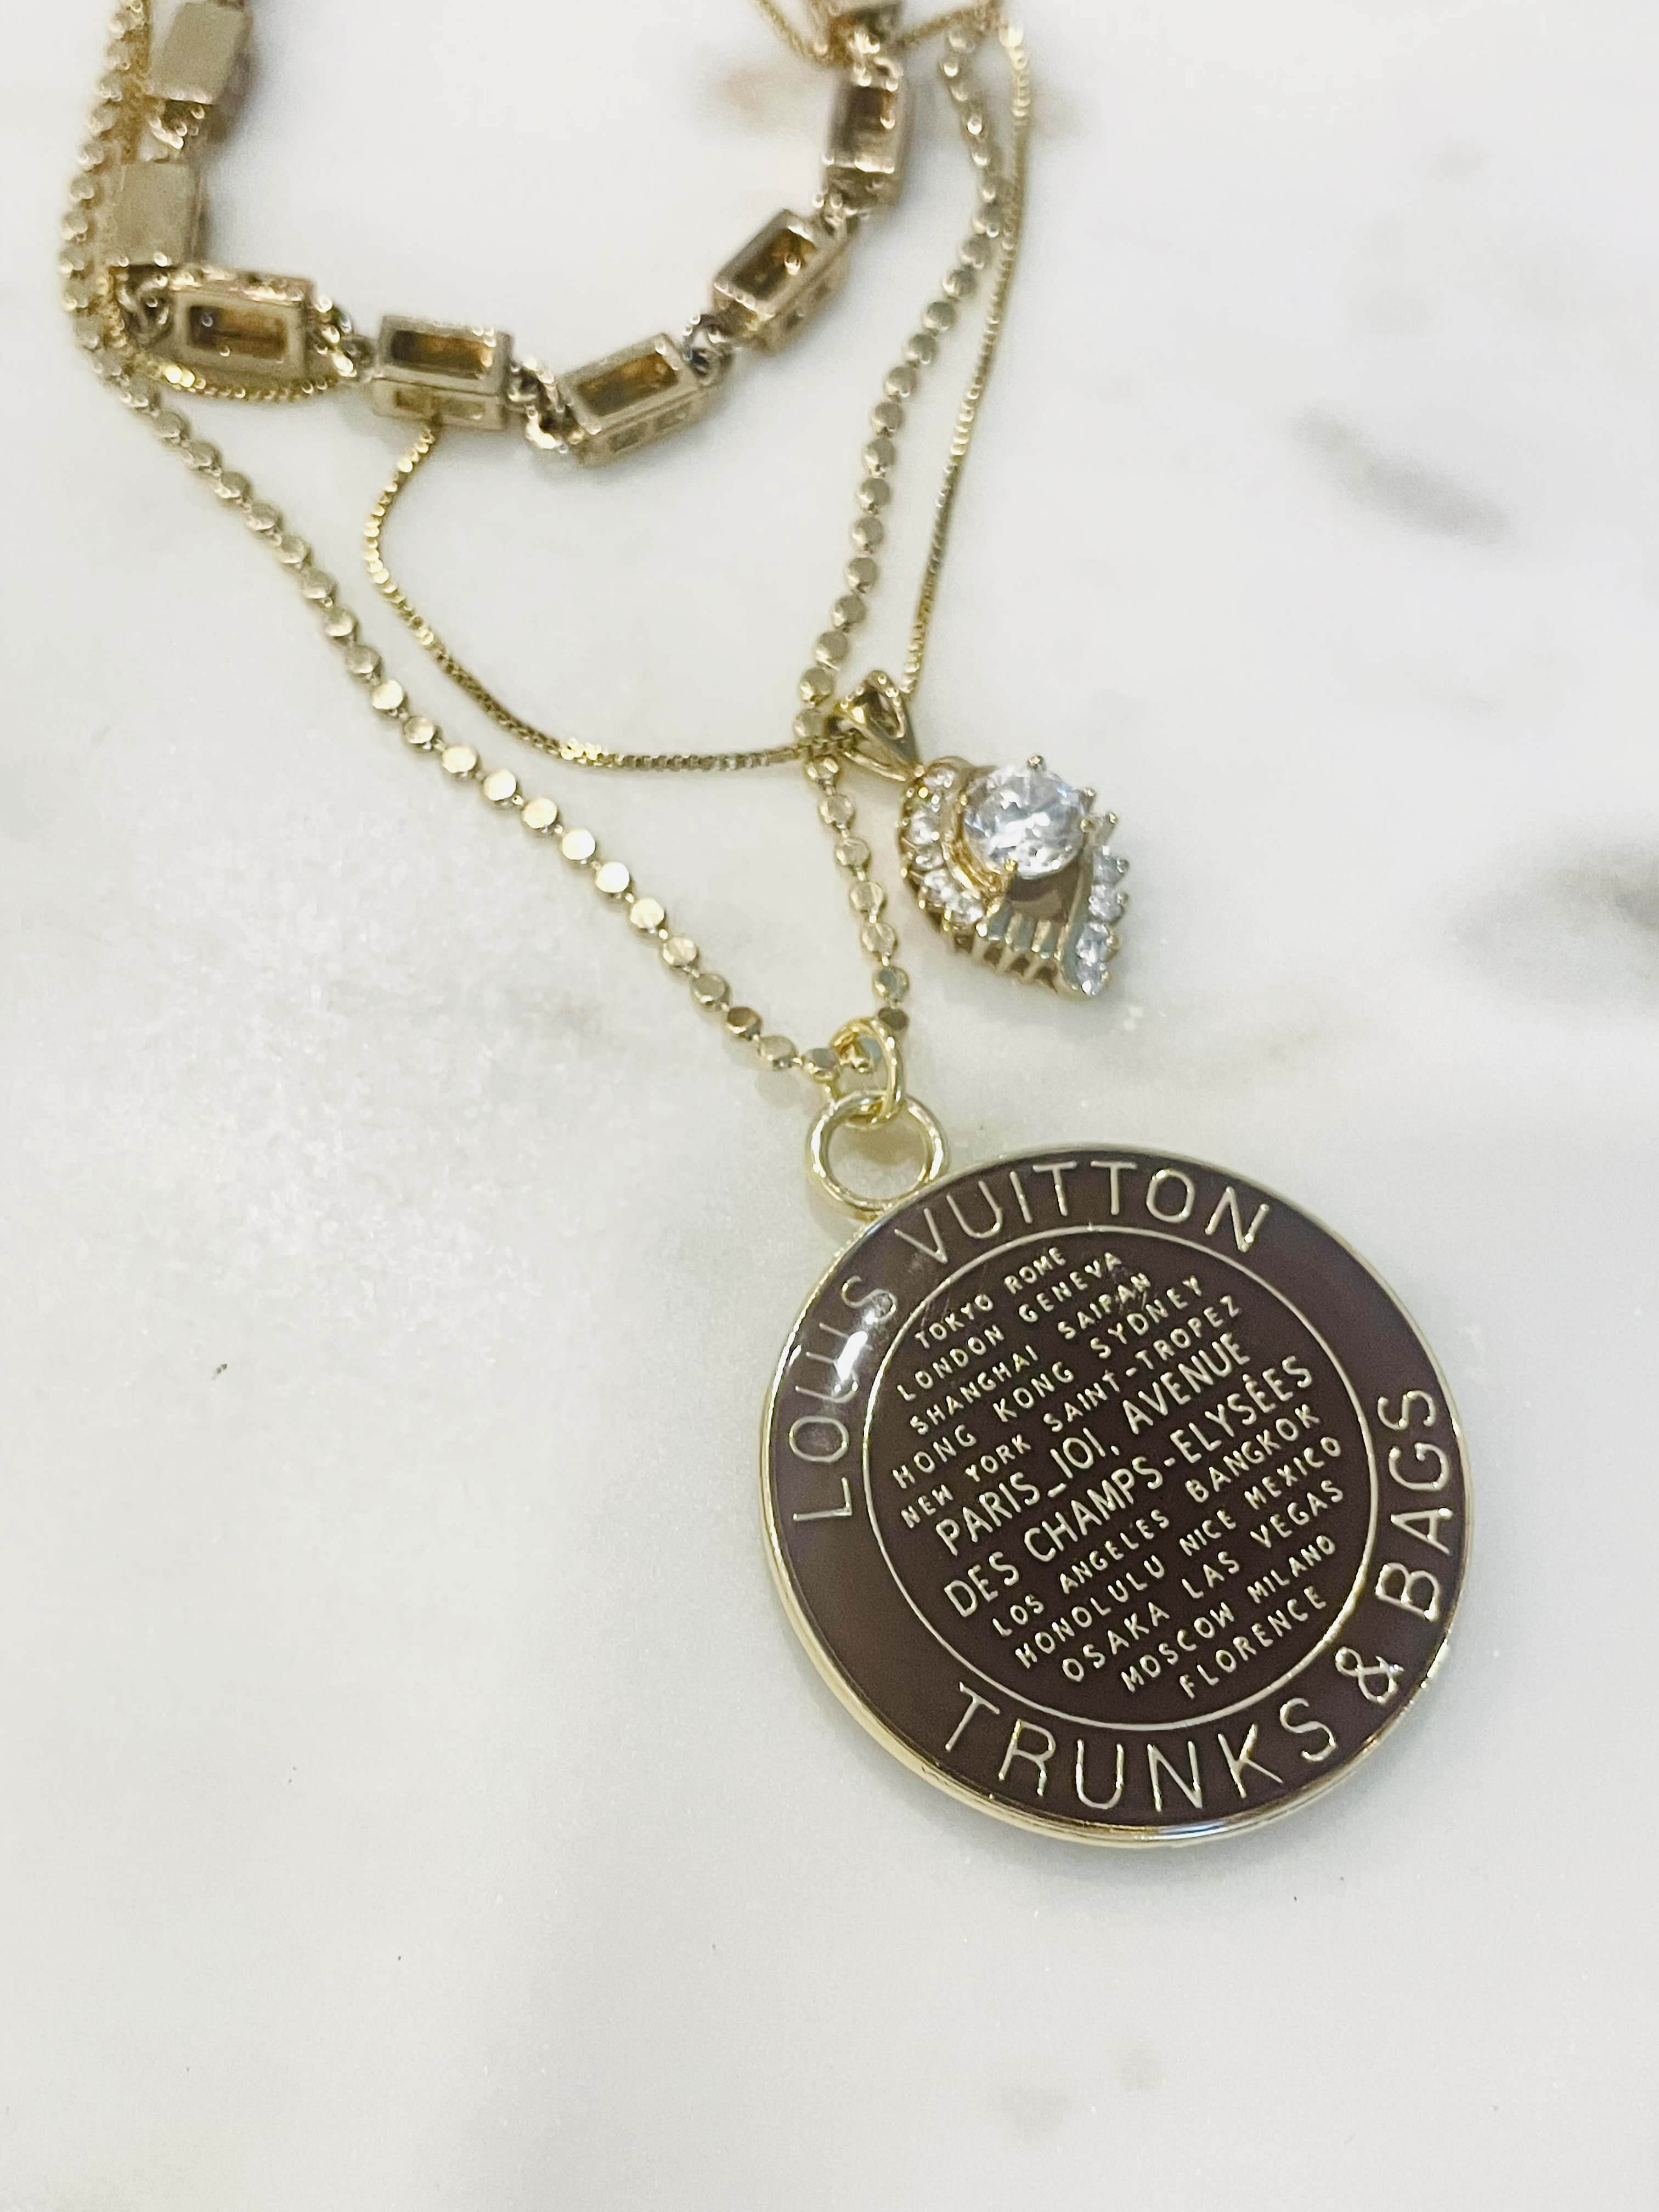 LOUIS VUITTON
TOKYO ROME
LONDON GENEVA
SHANGHAI SAIPAN
HONG KONG SYDNEY
NEW YORK SAINT-TROPEZ
PARIS_101, AVENUE
DES CHAMPS-ELYSÉES
LOS ANGELES BANGKOK
HONOLULU NICE MEXICO
OSAKA LAS VEGAS
MOSCOW MILANO
FLORENCE
TRUNKS & BAGS